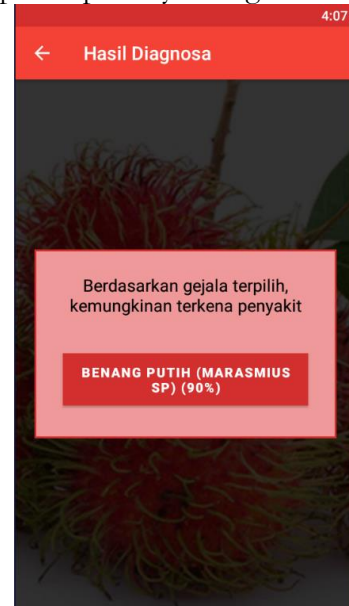 4:07
Hasil Diagnosa
Berdasarkan gejala terpilih,
kemungkinan terkena penyakit
BENANG PUTIH (MARASMIUS
SP) (90%)